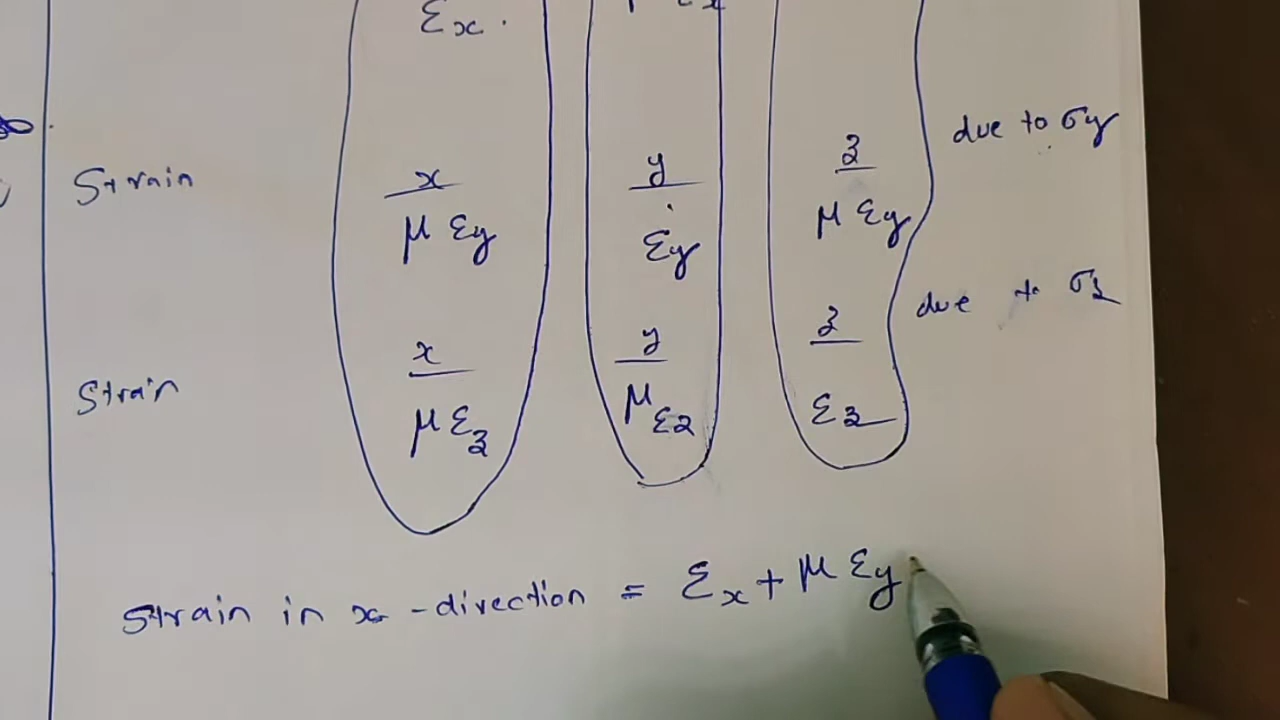 εx .
due to σy
Strain x y z
μ εy εy μ εy
due to σz
x y z
Strain μ εz μ εz εz
Strain in x - direction = εx + μ εy